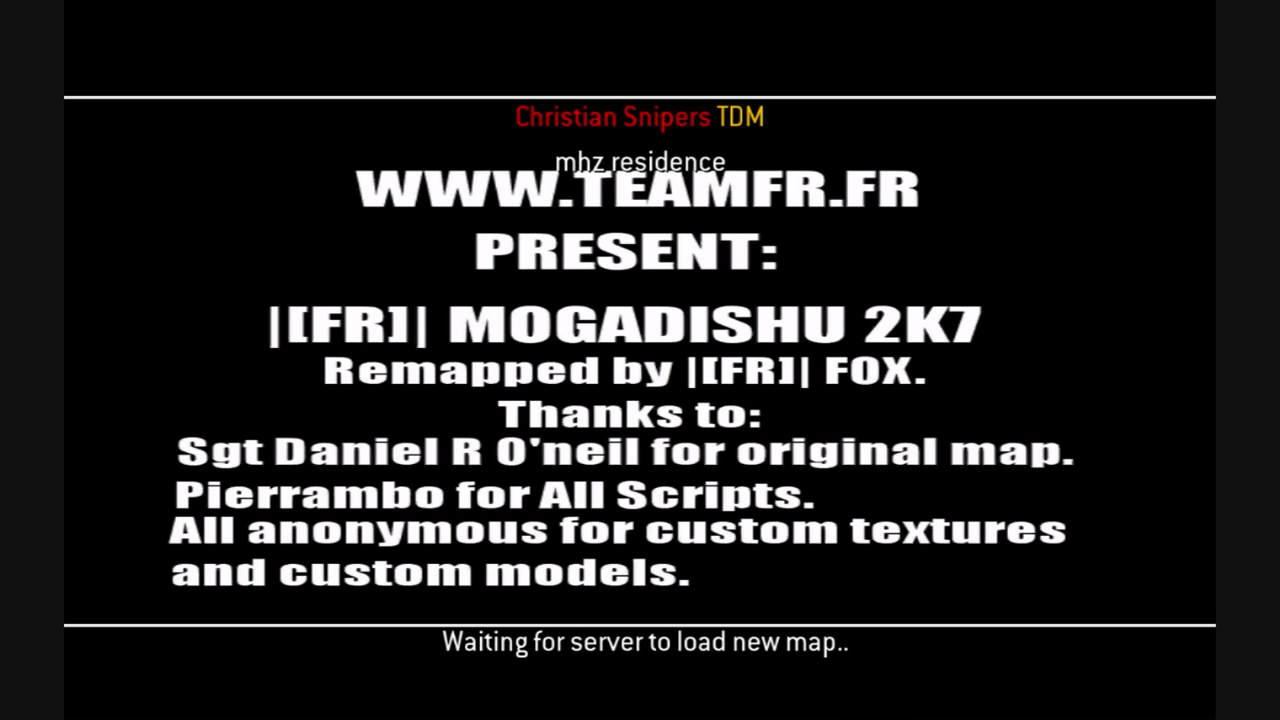 Christian Snipers TDM
mhz residence
WWW.TEAMFR.FR
PRESENT:
|[FR]| MOGADISHU 2K7
Remapped by |[FR]| FOX.
Thanks to:
Sgt Daniel R O'neil for original map.
Pierrambo for All Scripts.
All anonymous for custom textures
and custom models.
Waiting for server to load new map..